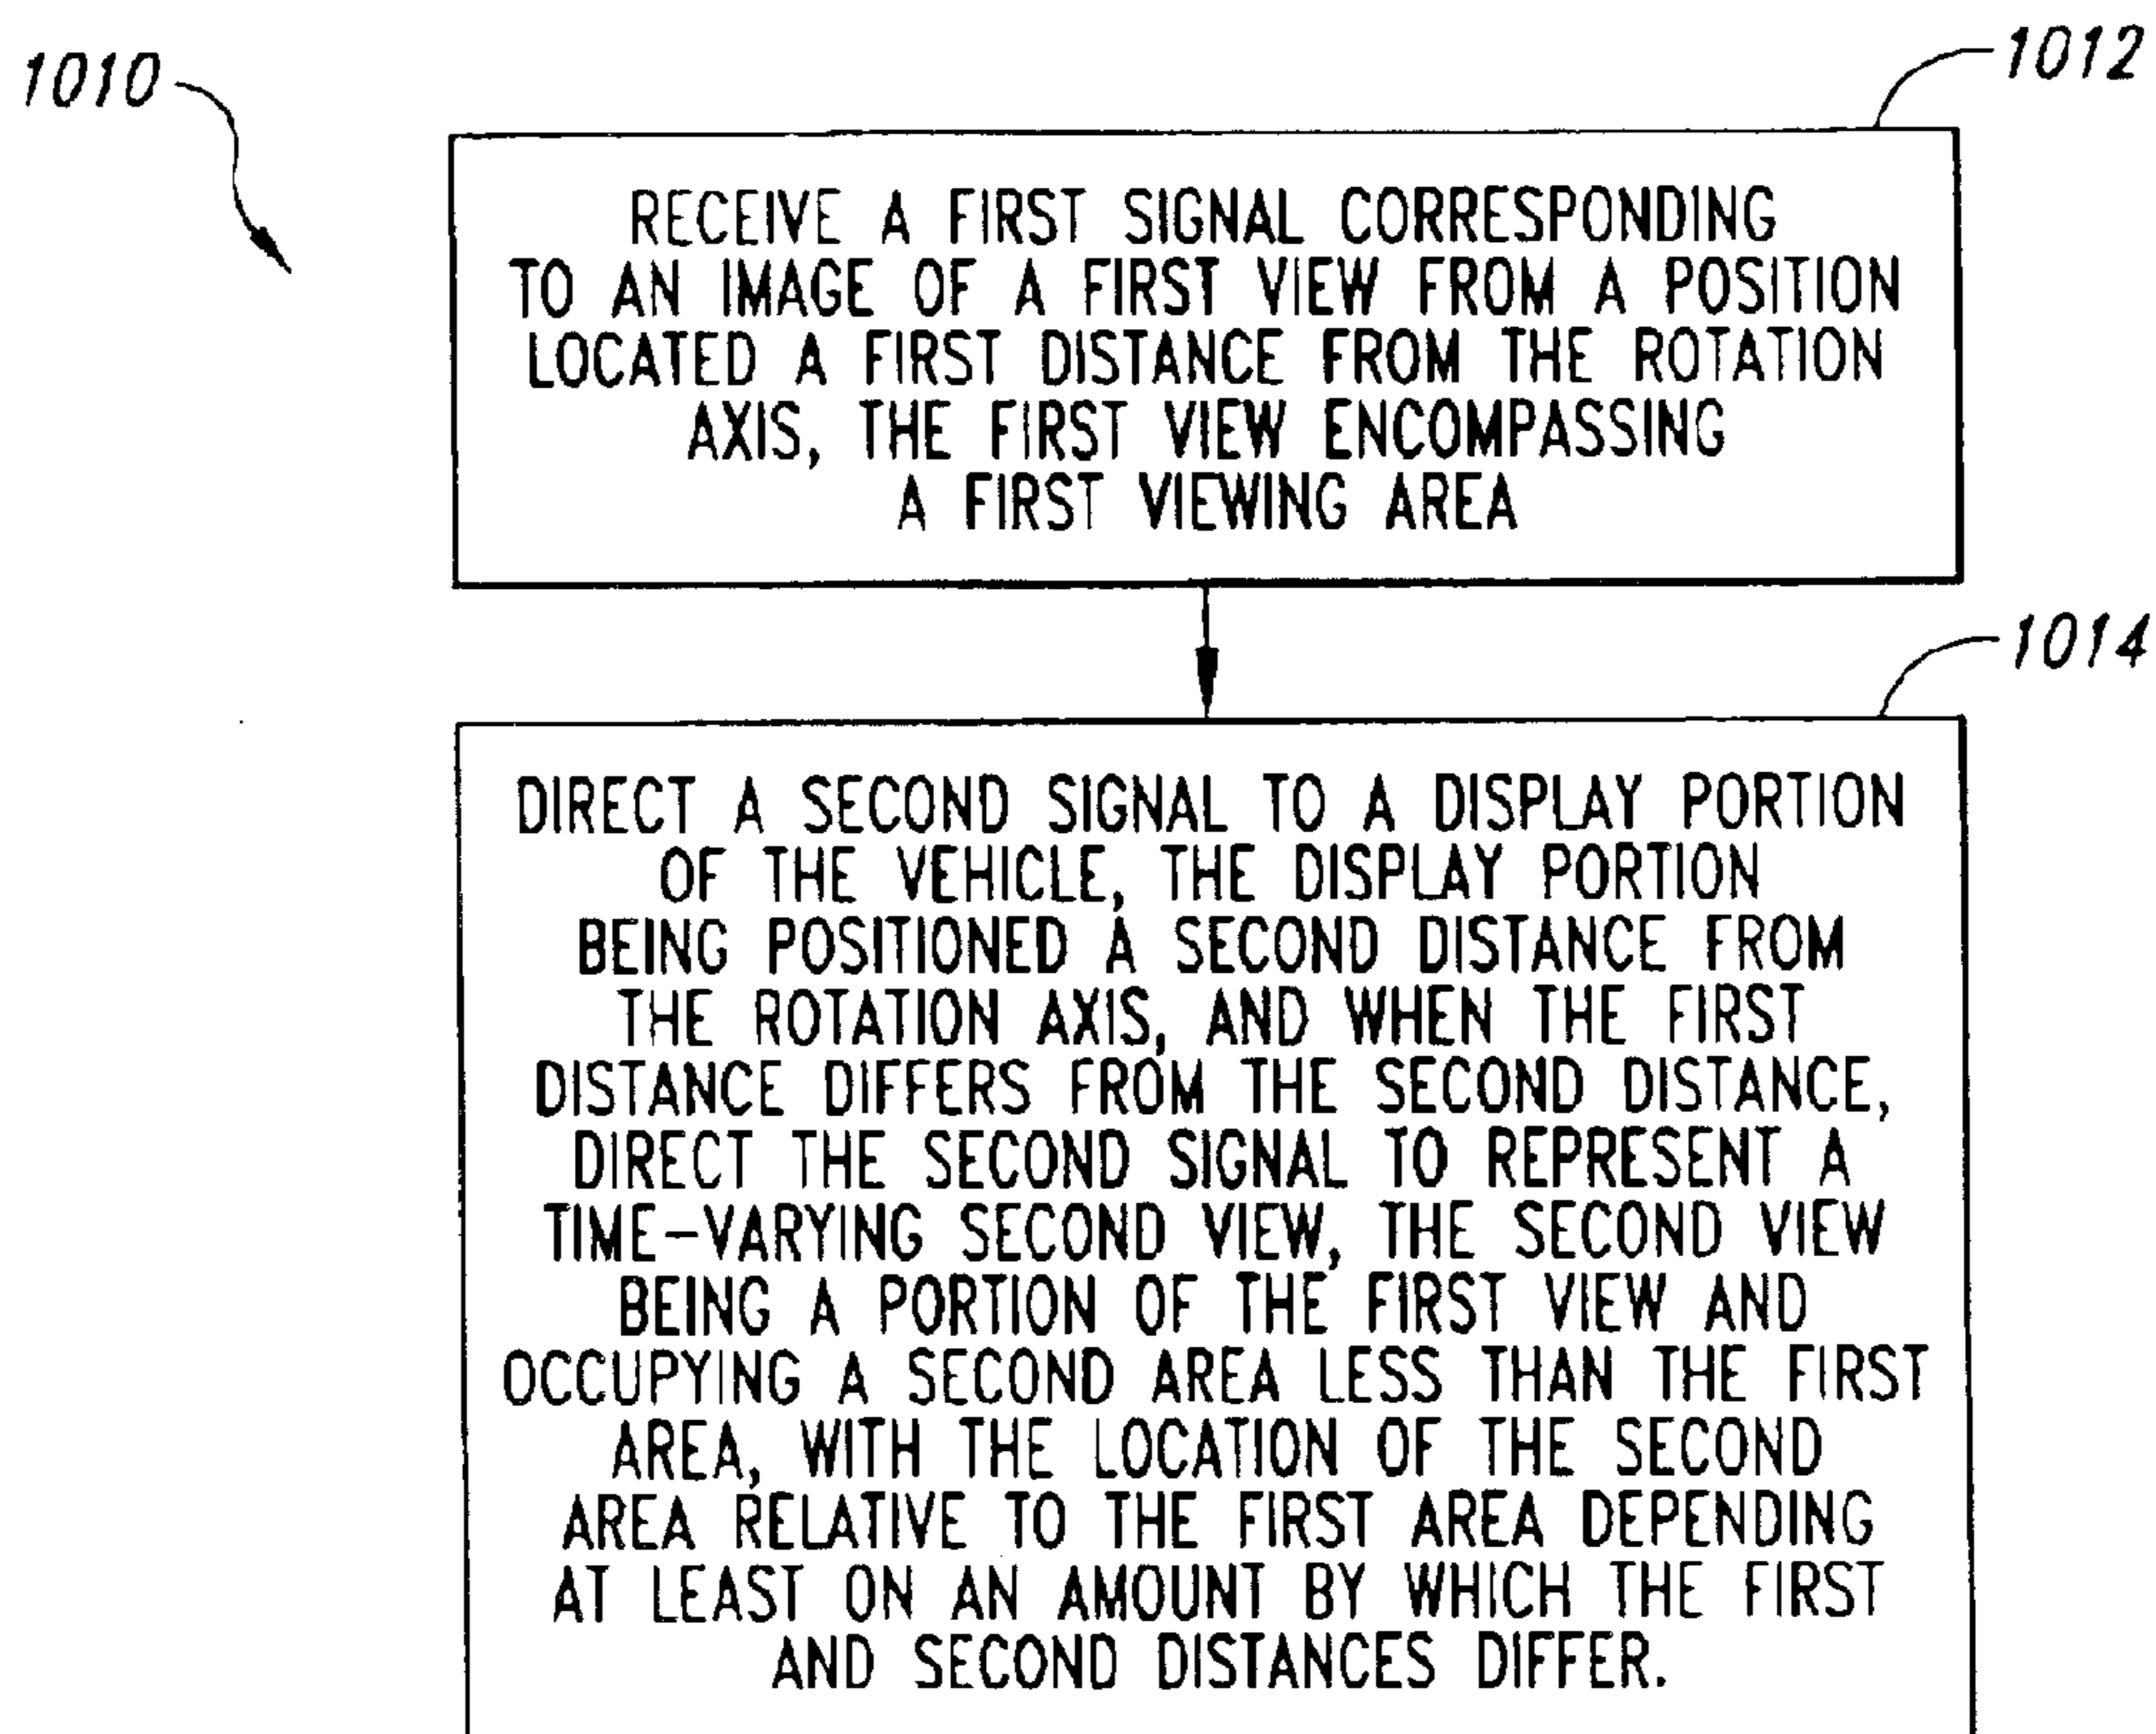 1010
1012
RECEIVE A FIRST SIGNAL CORRESPONDING
TO AN IMAGE OF A FIRST VIEW FROM A POSITION
LOCATED A FIRST DISTANCE FROM THE ROTATION
AXIS, THE FIRST VIEW ENCOMPASSING
A FIRST VIEWING AREA
1014
DIRECT A SECOND SIGNAL TO A DISPLAY PORTION
OF THE VEHICLE, THE DISPLAY PORTION
BEING POSITIONED A SECOND DISTANCE FROM
THE ROTATION AXIS, AND WHEN THE FIRST
DISTANCE DIFFERS FROM THE SECOND DISTANCE,
DIRECT THE SECOND SIGNAL TO REPRESENT A
TIME-VARYING SECOND VIEW, THE SECOND VIEW
BEING A PORTION OF THE FIRST VIEW AND
OCCUPYING A SECOND AREA LESS THAN THE FIRST
AREA, WITH THE LOCATION OF THE SECOND
AREA RELATIVE TO THE FIRST AREA DEPENDING
AT LEAST ON AN AMOUNT BY WHICH THE FIRST
AND SECOND DISTANCES DIFFER.